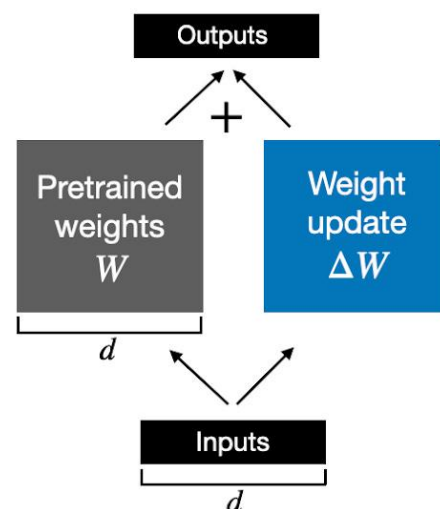 Outputs
+
Pretrained
weights
W
Weight
update
ΔW
d
Inputs
d